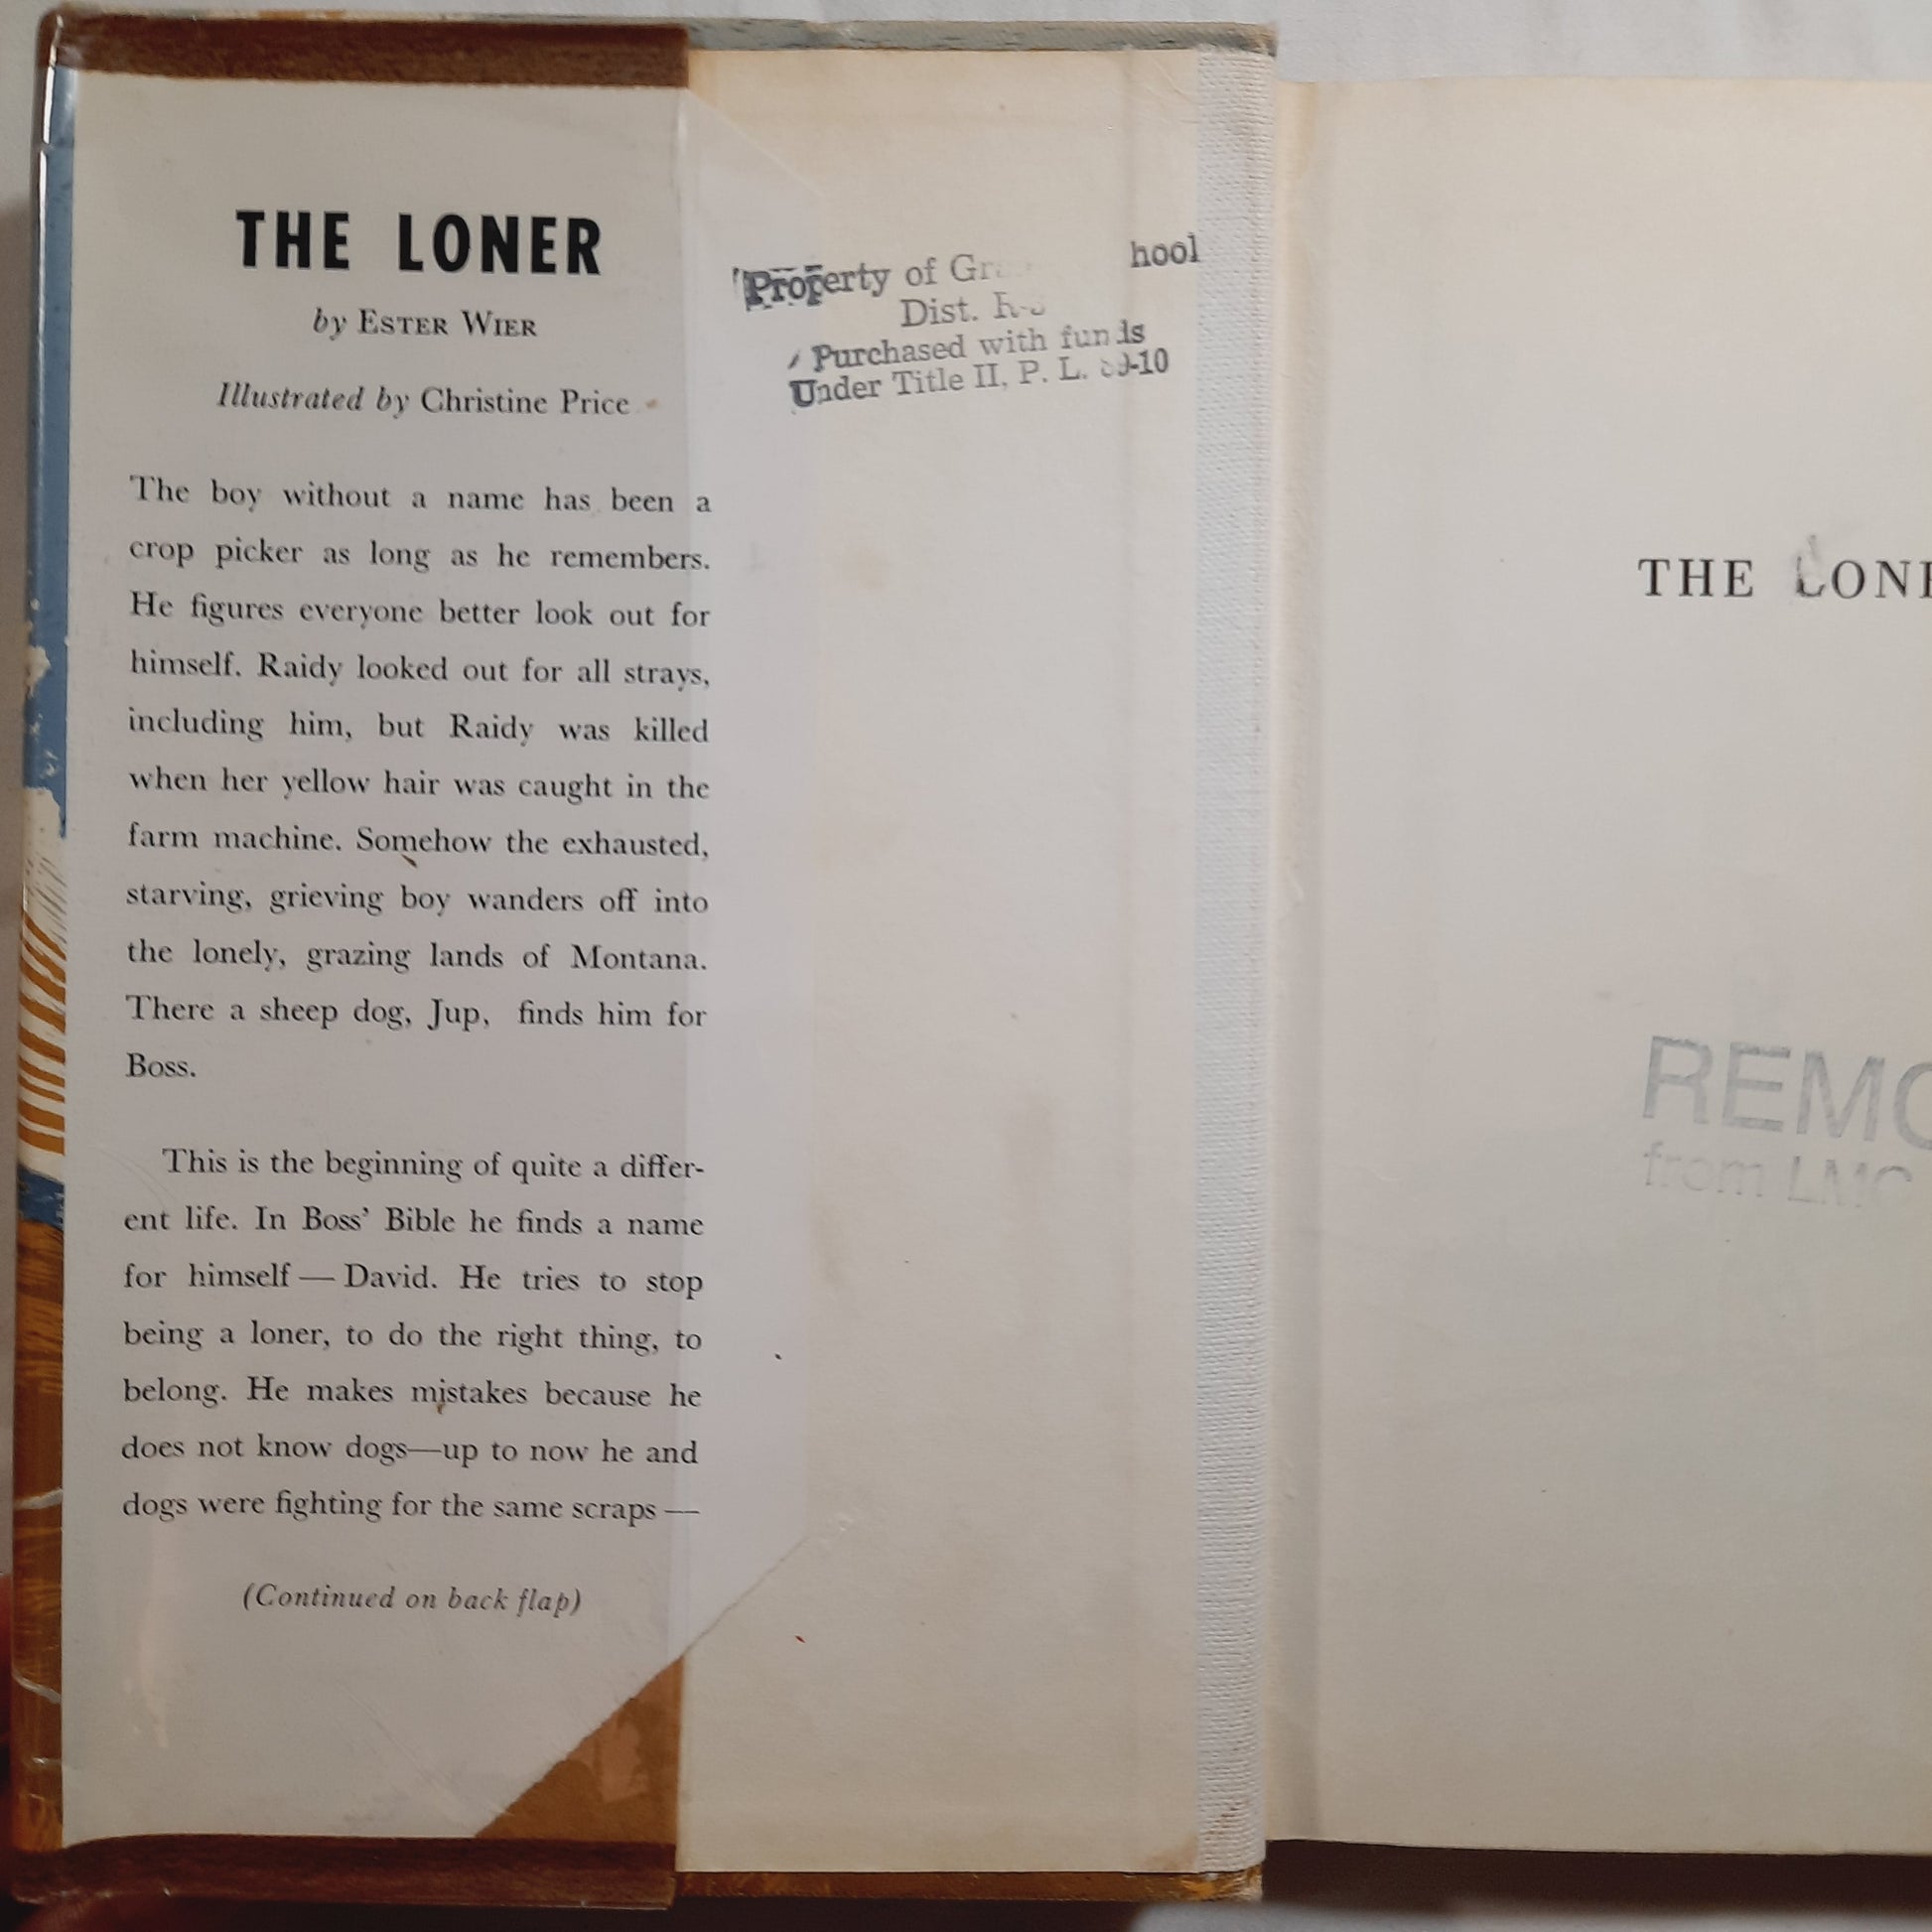 THE LONER
by ESTER WIER
Illustrated by Christine Price
The boy without a name has been a
crop picker as long as he remembers.
He figures everyone better look out for
himself. Raidy looked out for all strays,
including him, but Raidy was killed
when her yellow hair was caught in the
farm machine. Somehow the exhausted,
starving, grieving boy wanders off into
the lonely, grazing lands of Montana.
There a sheep dog, Jup, finds him for
Boss.
This is the beginning of quite a differ-
ent life. In Boss’ Bible he finds a name
for himself — David. He tries to stop
being a loner, to do the right thing, to
belong. He makes mistakes because he
does not know dogs—up to now he and
dogs were fighting for the same scraps —
(Continued on back flap)
Property of
Dist.
Purchased with funds
Under Title II, P. L. 89-10
THE
from LMC